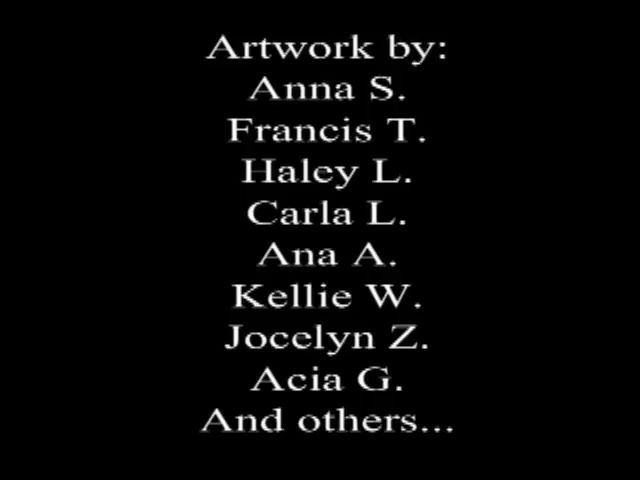 Artwork by:
Anna S.
Francis T.
Haley L.
Carla L.
Ana A.
Kellie W.
Jocelyn Z.
Acia G.
And others...